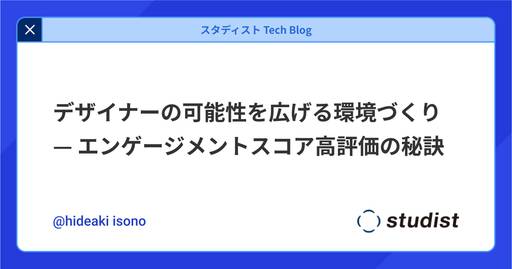 スタディスト Tech Blog
デザイナーの可能性を広げる環境づくり
— エンゲージメントスコア高評価の秘訣
@hideaki isono
studist